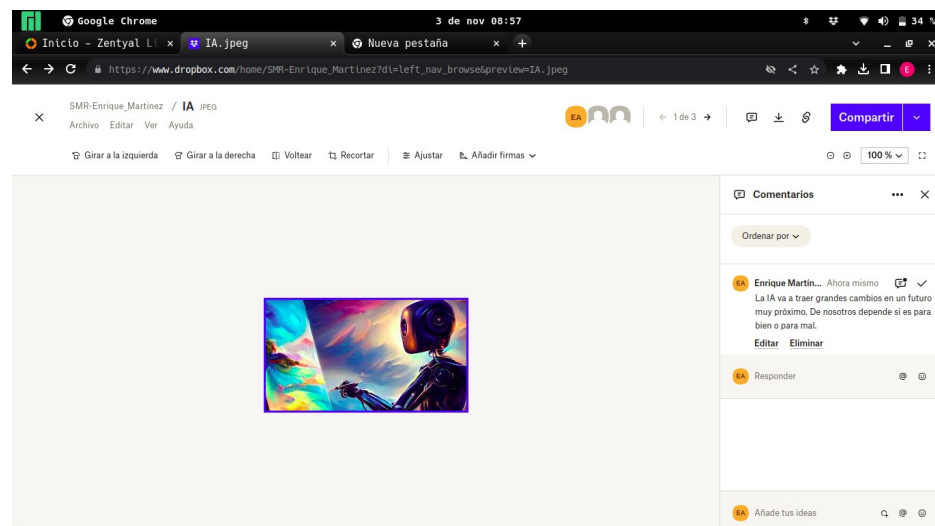 Google Chrome 3 de nov 08:57 34 %
Inicio - Zentyal Li × IA.jpeg × Nueva pestaña × +
https://www.dropbox.com/home/SMR-Enrique_Martinez?di=left_nav_browse&preview=IA.jpeg E
SMR-Enrique_Martinez / IA JPEG
Archivo Editar Ver Ayuda
EA 1 de 3 Compartir
Girar a la izquierda Girar a la derecha Voltear Recortar Ajustar Añadir firmas 100 %
Comentarios
Ordenar por
EA Enrique Martín... Ahora mismo
La IA va a traer grandes cambios en un futuro
muy próximo. De nosotros depende si es para
bien o para mal.
Editar Eliminar
EA Responder @
EA Añade tus ideas @